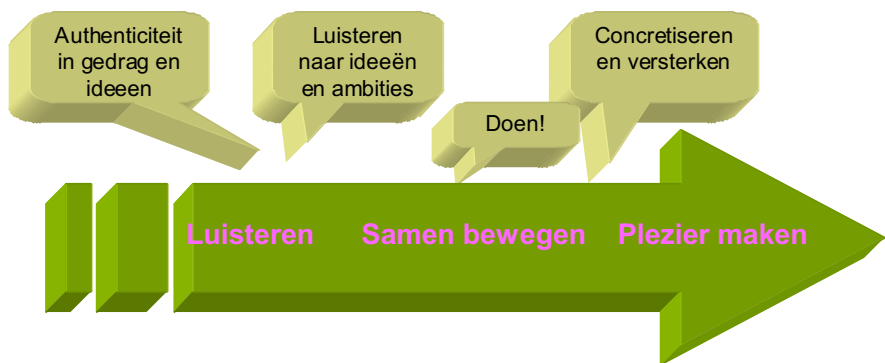 Authenticiteit
in gedrag en
ideeen
Luisteren
naar ideeën
en ambities
Doen!
Concretiseren
en versterken
Luisteren
Samen bewegen
Plezier maken